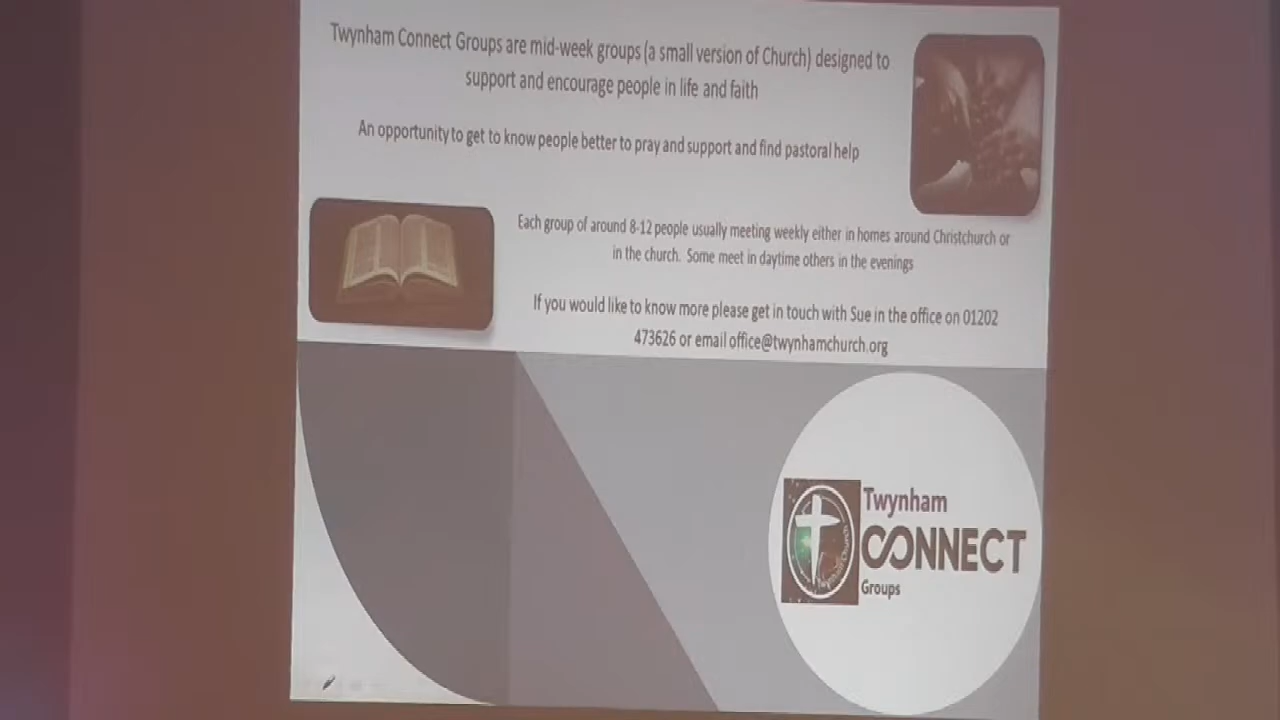 Twynham Connect Groups are mid-week groups (a small version of Church) designed to
support and encourage people in life and faith
An opportunity to get to know people better to pray and support and find pastoral help
Each group of around 8-12 people usually meeting weekly either in homes around Christchurch or
in the church. Some meet in daytime others in the evenings
If you would like to know more please get in touch with Sue in the office on 01202
473626 or email office@twynhamchurch.org
Twynham
CONNECT
Groups